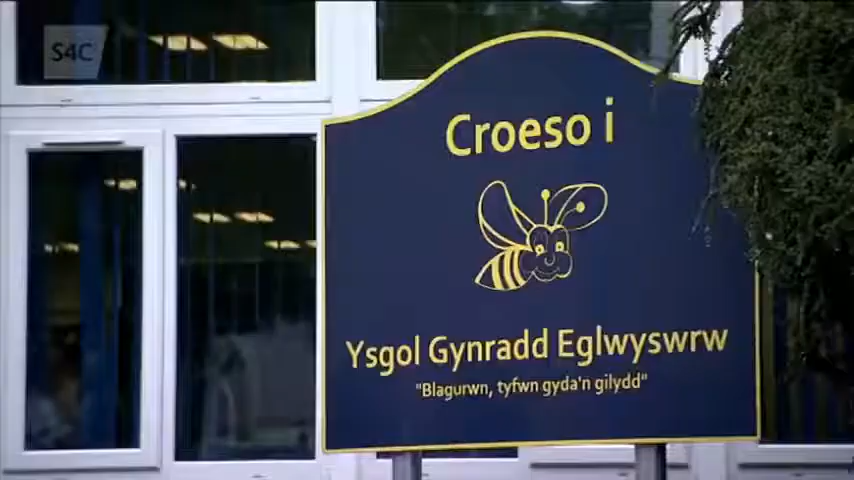 S4C
Croeso i
Ysgol Gynradd Eglwyswrw
"Blagurwn, tyfwn gyda'n gilydd"